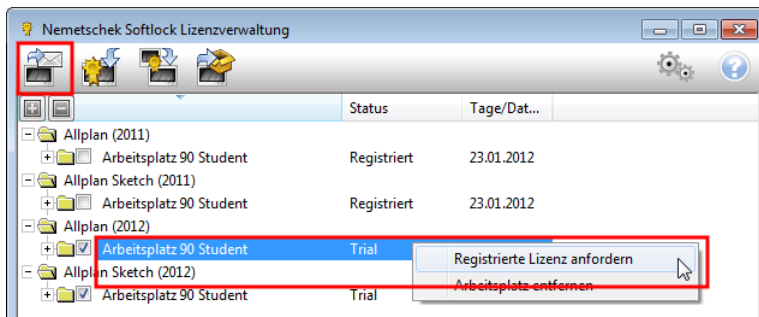 Nemetschek Softlock Lizenzverwaltung
Status Tage/Dat...
Allplan (2011)
Arbeitsplatz 90 Student Registriert 23.01.2012
Allplan Sketch (2011)
Arbeitsplatz 90 Student Registriert 23.01.2012
Allplan (2012)
Arbeitsplatz 90 Student Trial
Registrierte Lizenz anfordern
Allplan Sketch (2012)
Arbeitsplatz entfernen
Arbeitsplatz 90 Student Trial